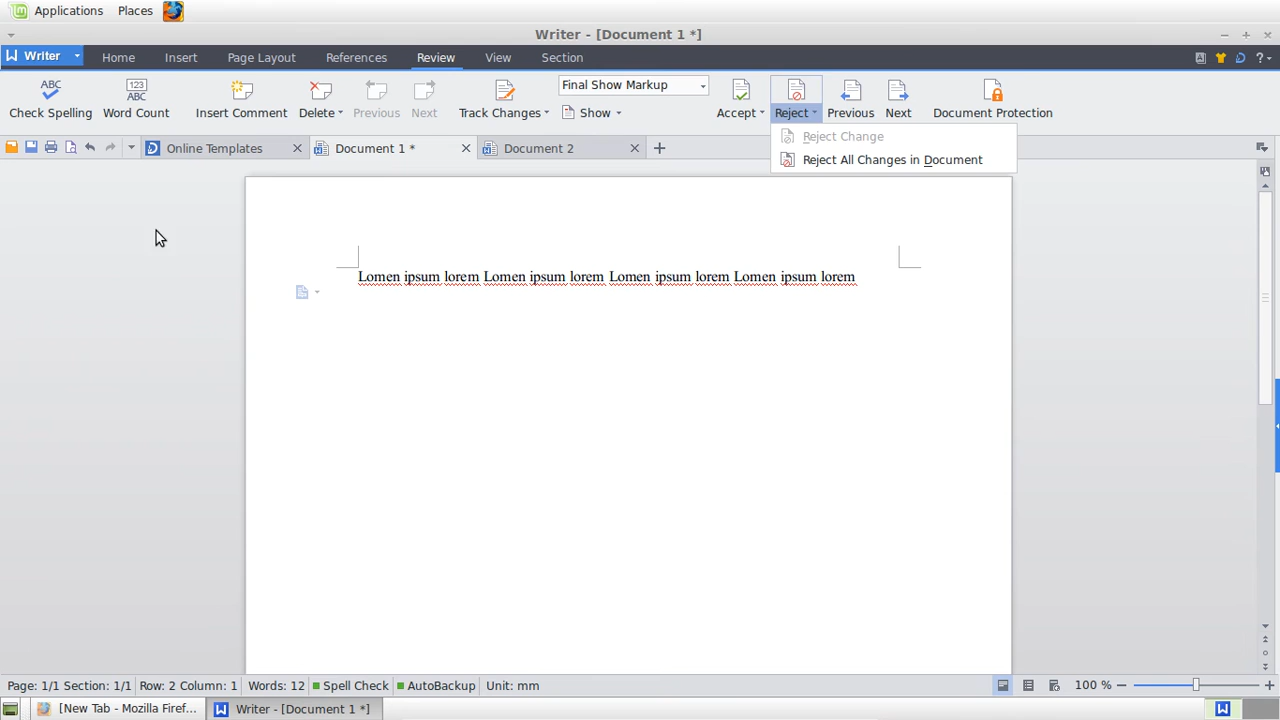 Applications Places
Writer - [Document 1 *]
Writer Home Insert Page Layout References Review View Section
Final Show Markup
Check Spelling Word Count Insert Comment Delete Previous Next Track Changes Show Accept Reject Previous Next Document Protection
Reject Change
Reject All Changes in Document
Online Templates Document 1 * Document 2
Lomen ipsum lorem Lomen ipsum lorem Lomen ipsum lorem Lomen ipsum lorem
Page: 1/1 Section: 1/1 Row: 2 Column: 1 Words: 12 Spell Check AutoBackup Unit: mm 100 %
[New Tab - Mozilla Firef... Writer - [Document 1 *]